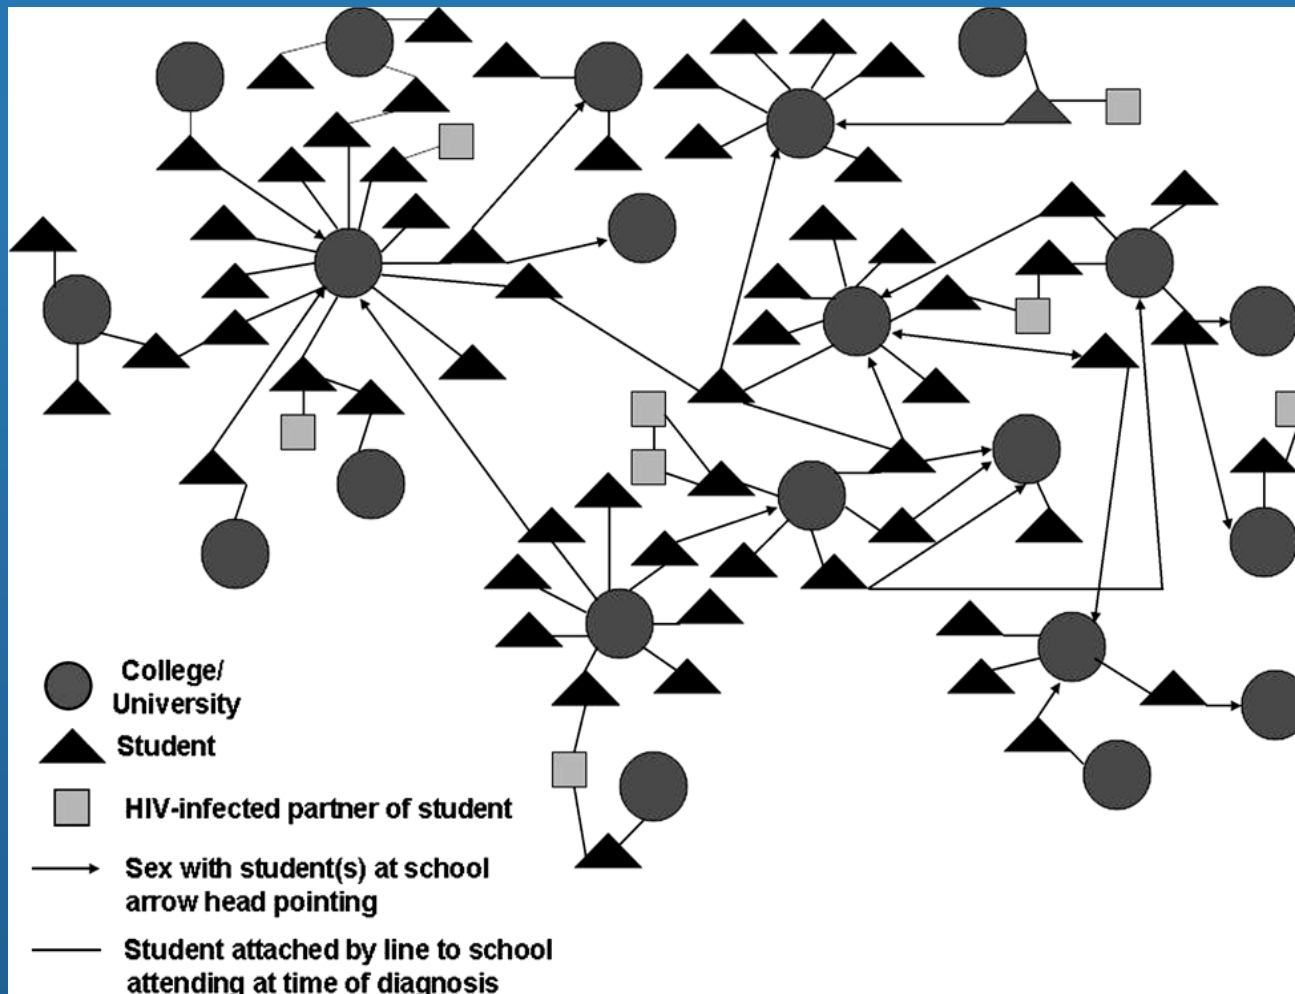 College/
University
Student
HIV-infected partner of student
Sex with student(s) at school
arrow head pointing
Student attached by line to school
attending at time of diagnosis